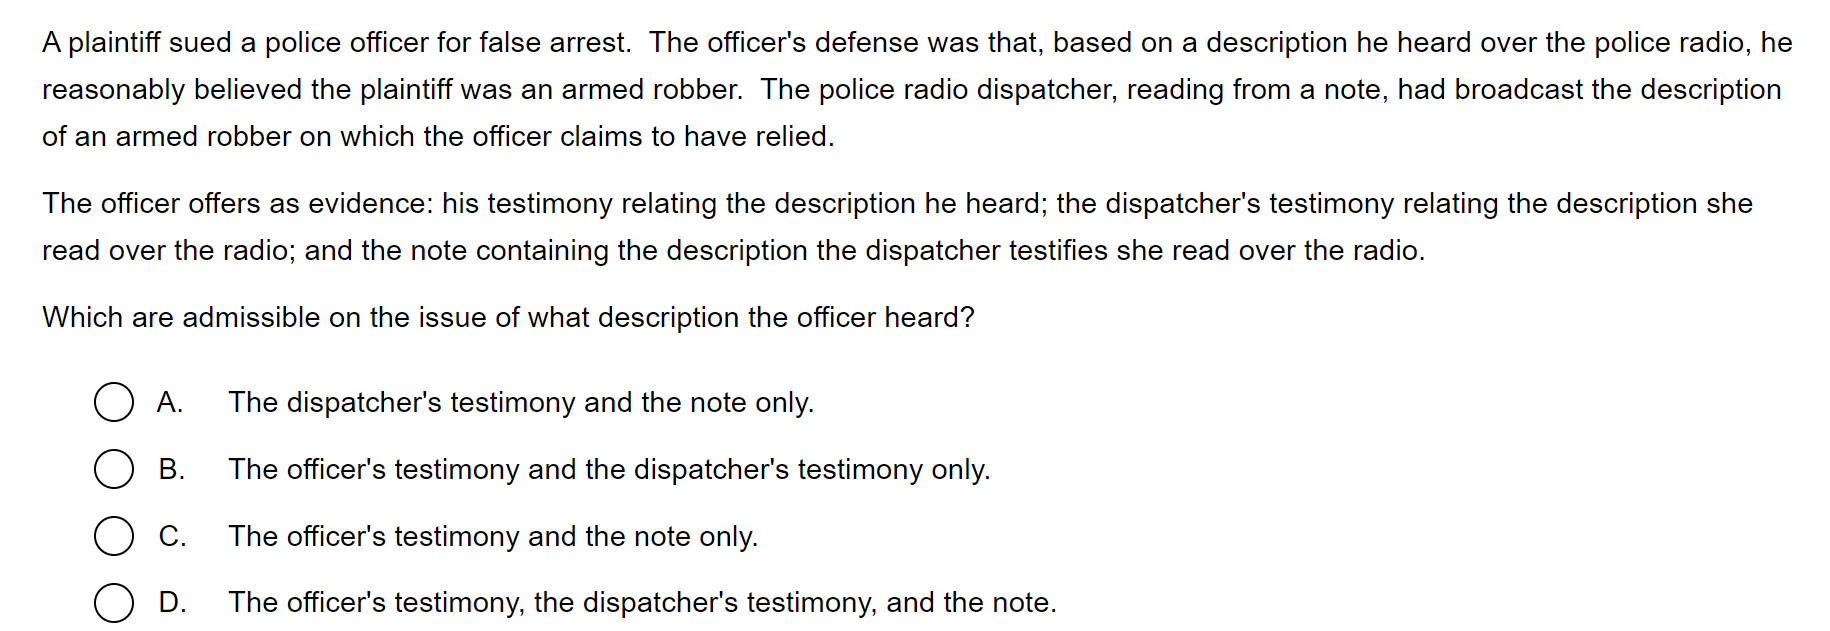 A plaintiff sued a police officer for false arrest.  The officer's defense was that, based on a description he heard over the police radio, he
reasonably believed the plaintiff was an armed robber.  The police radio dispatcher, reading from a note, had broadcast the description
of an armed robber on which the officer claims to have relied.
The officer offers as evidence: his testimony relating the description he heard; the dispatcher's testimony relating the description she
read over the radio; and the note containing the description the dispatcher testifies she read over the radio.
Which are admissible on the issue of what description the officer heard?
A. The dispatcher's testimony and the note only.
B. The officer's testimony and the dispatcher's testimony only.
C. The officer's testimony and the note only.
D. The officer's testimony, the dispatcher's testimony, and the note.